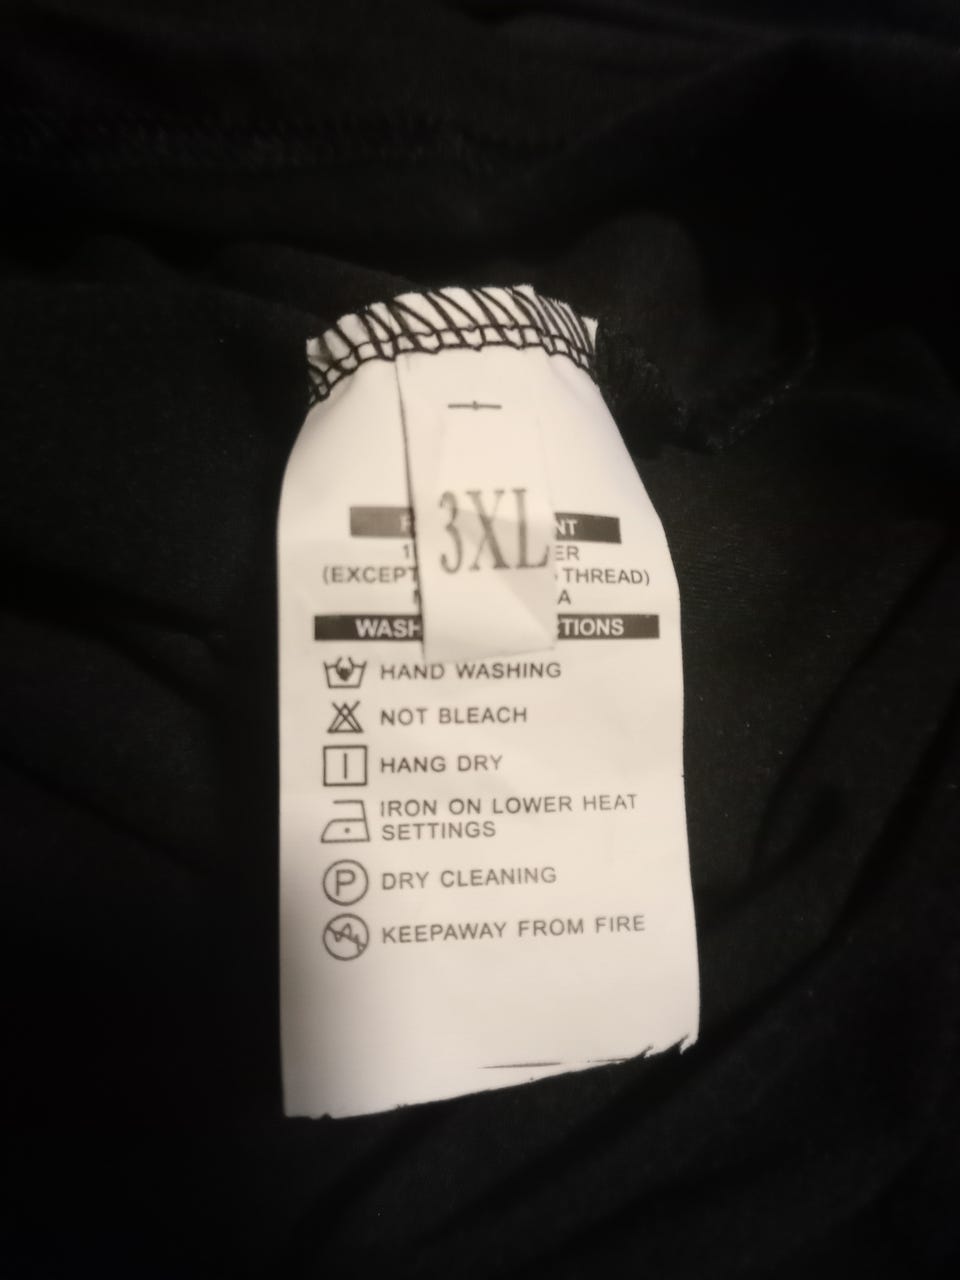 3XL
NT
1 ER
(EXCEPT THREAD)
A
WASH CTIONS
HAND WASHING
NOT BLEACH
HANG DRY
IRON ON LOWER HEAT
SETTINGS
P DRY CLEANING
KEEPAWAY FROM FIRE